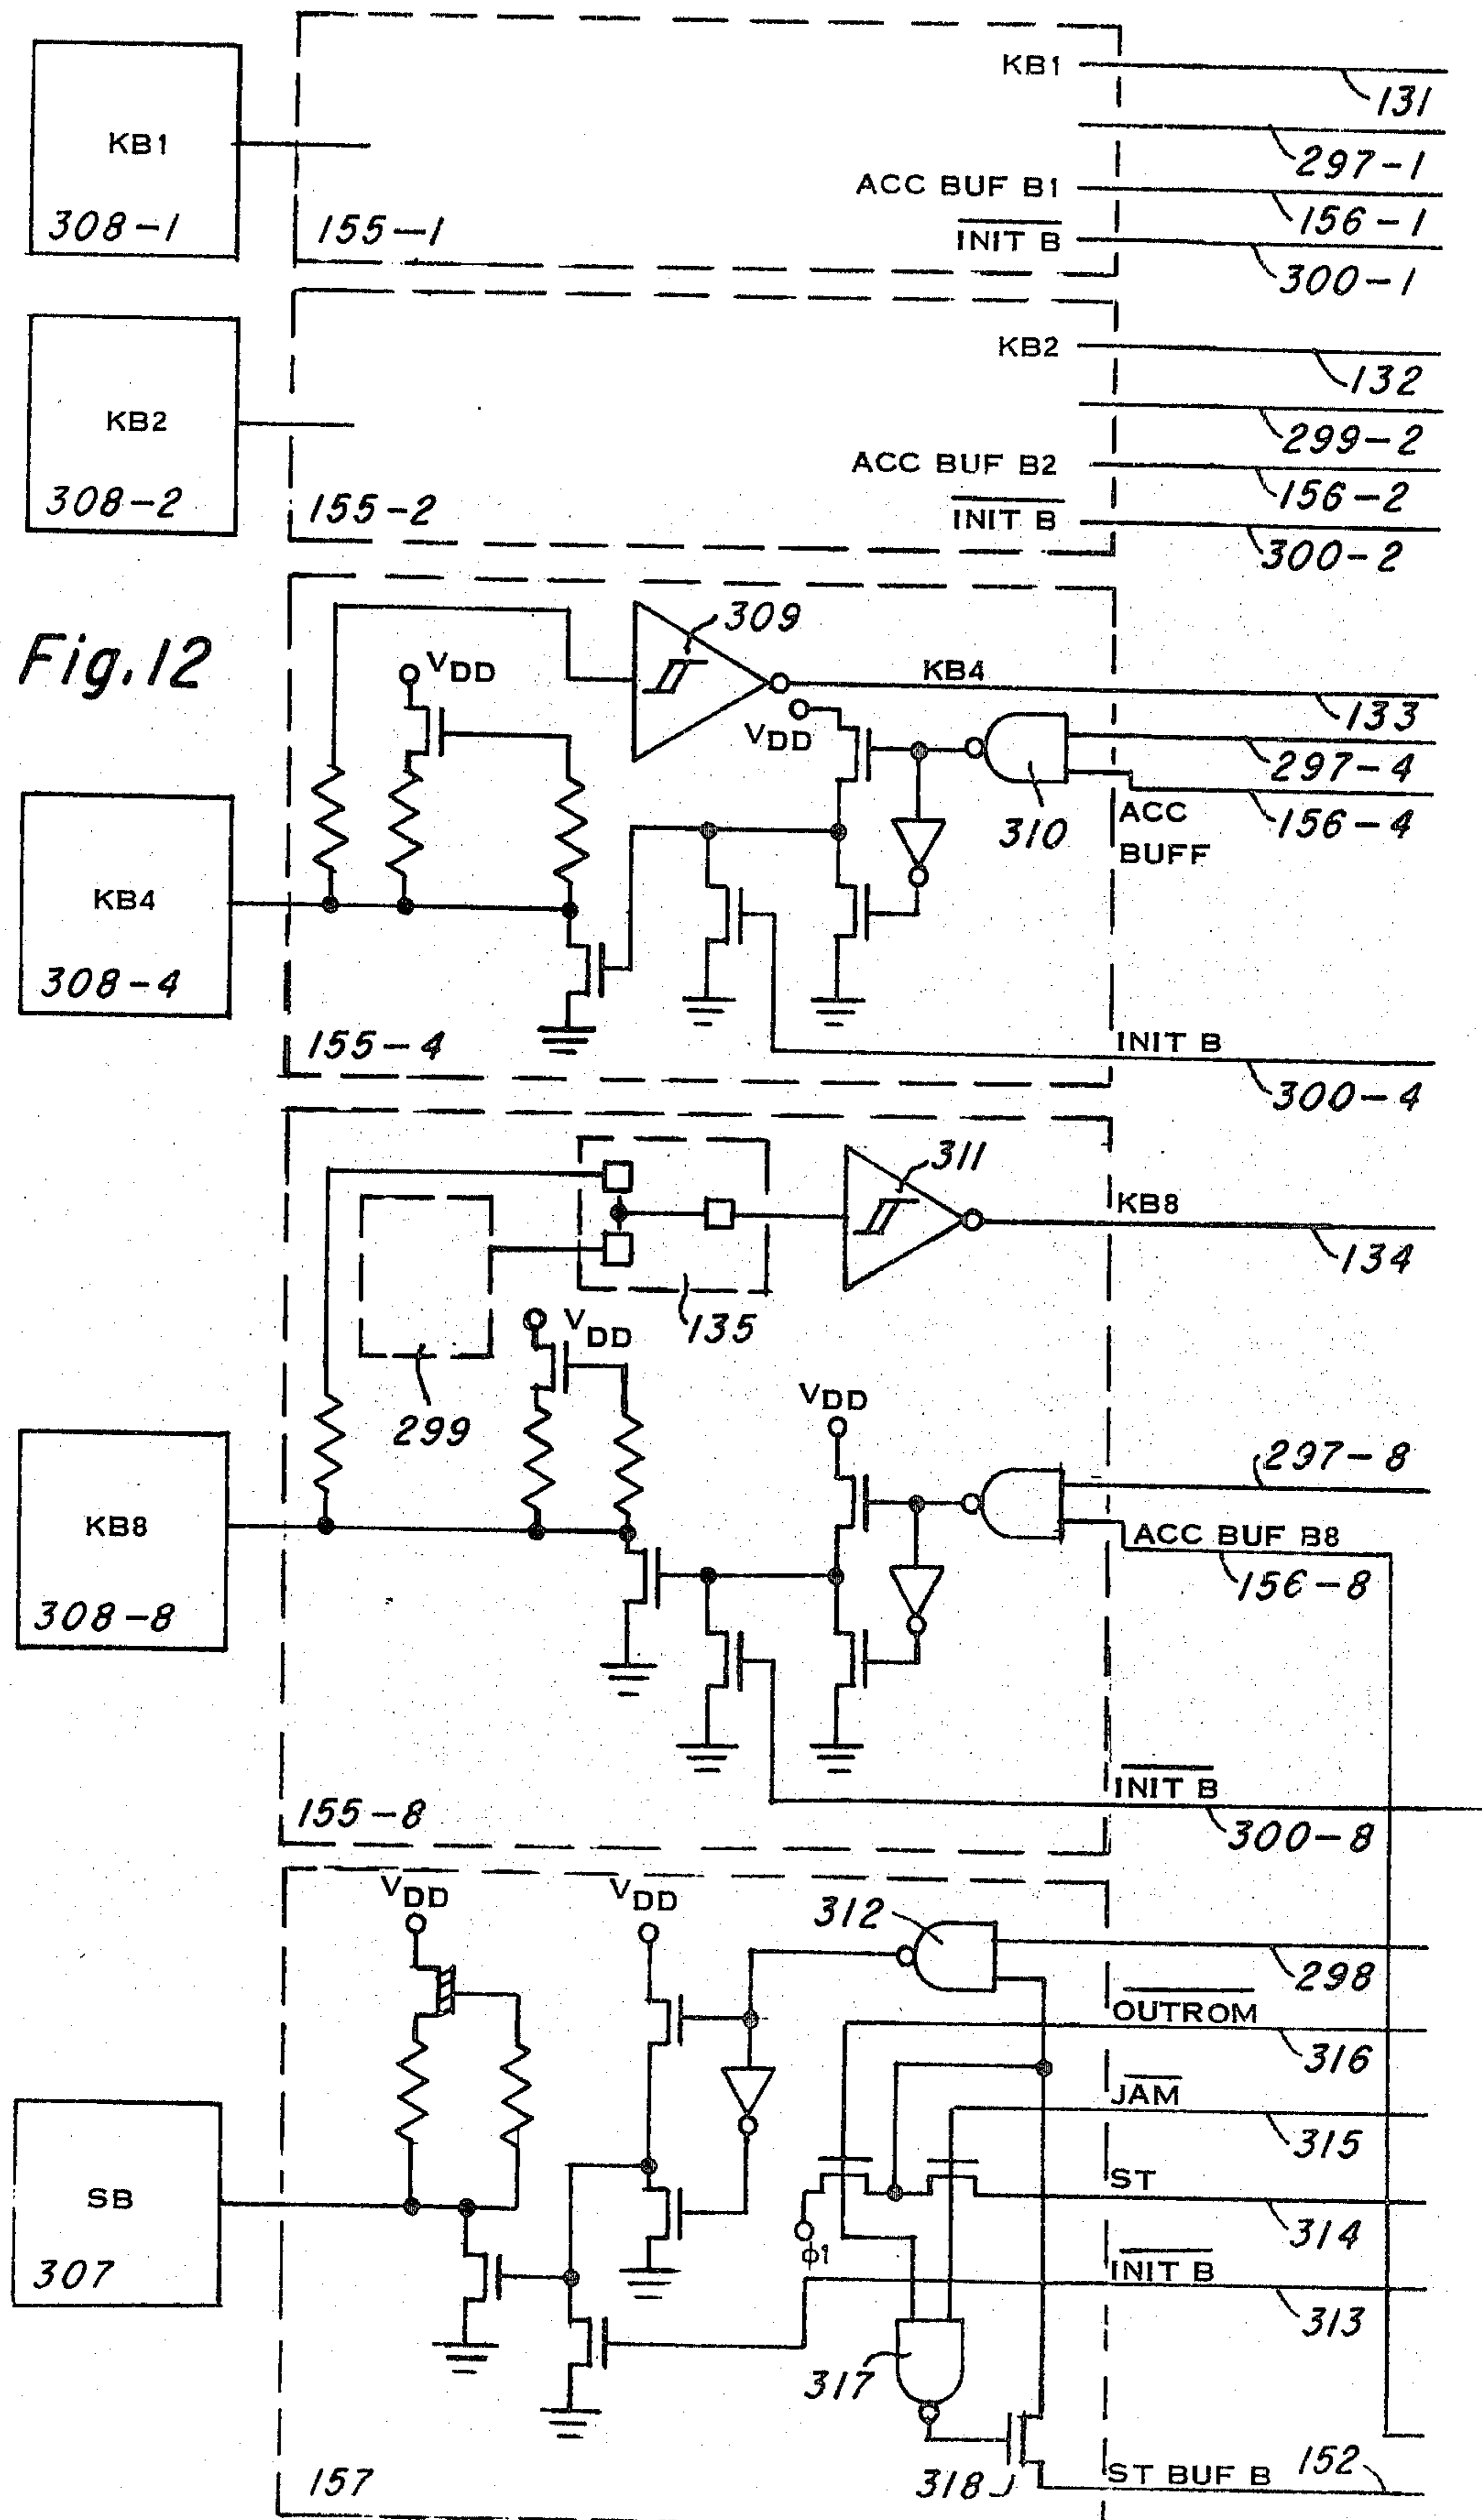 KB1
131
KB1
297-1
ACC BUF B1
156-1
308-1
155-1
INIT B
300-1
KB2
132
KB2
299-2
ACC BUF B2
156-2
308-2
155-2
INIT B
300-2
Fig.12
309
VDD
KB4
133
VDD
297-4
310
ACC
BUFF
156-4
KB4
308-4
155-4
INIT B
300-4
311
KB8
134
135
VDD
299
VDD
297-8
KB8
ACC BUF B8
156-8
308-8
INIT B
155-8
300-8
VDD
VDD
312
298
OUTROM
316
JAM
315
SB
ST
314
φ1
INIT B
307
313
317
157
318
ST BUF B
152